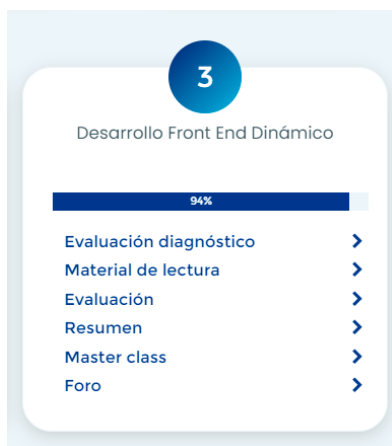 3
Desarrollo Front End Dinámico
94%
Evaluación diagnóstico
Material de lectura
Evaluación
Resumen
Master class
Foro